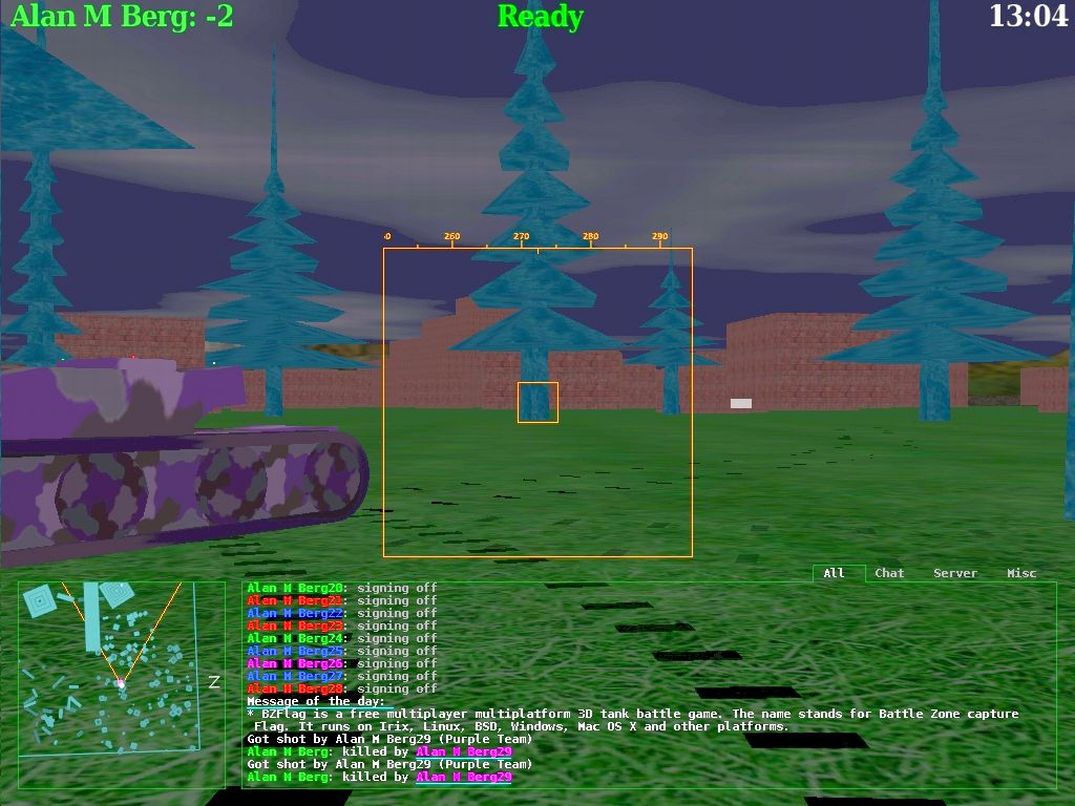 Alan M Berg: -2
Ready
13:04
260 270 280 290
All Chat Server Misc
Alan M Berg20: signing off
Alan M Berg21: signing off
Alan M Berg22: signing off
Alan M Berg23: signing off
Alan M Berg24: signing off
Alan M Berg25: signing off
Alan M Berg26: signing off
Alan M Berg27: signing off
Alan M Berg28: signing off
Message of the day:
* BZFlag is a free multiplayer multiplatform 3D tank battle game. The name stands for Battle Zone capture
Flag. It runs on Irix, Linux, BSD, Windows, Mac OS X and other platforms.
Got shot by Alan M Berg29 (Purple Team)
Alan M Berg: killed by Alan M Berg29
Got shot by Alan M Berg29 (Purple Team)
Alan M Berg: killed by Alan M Berg29